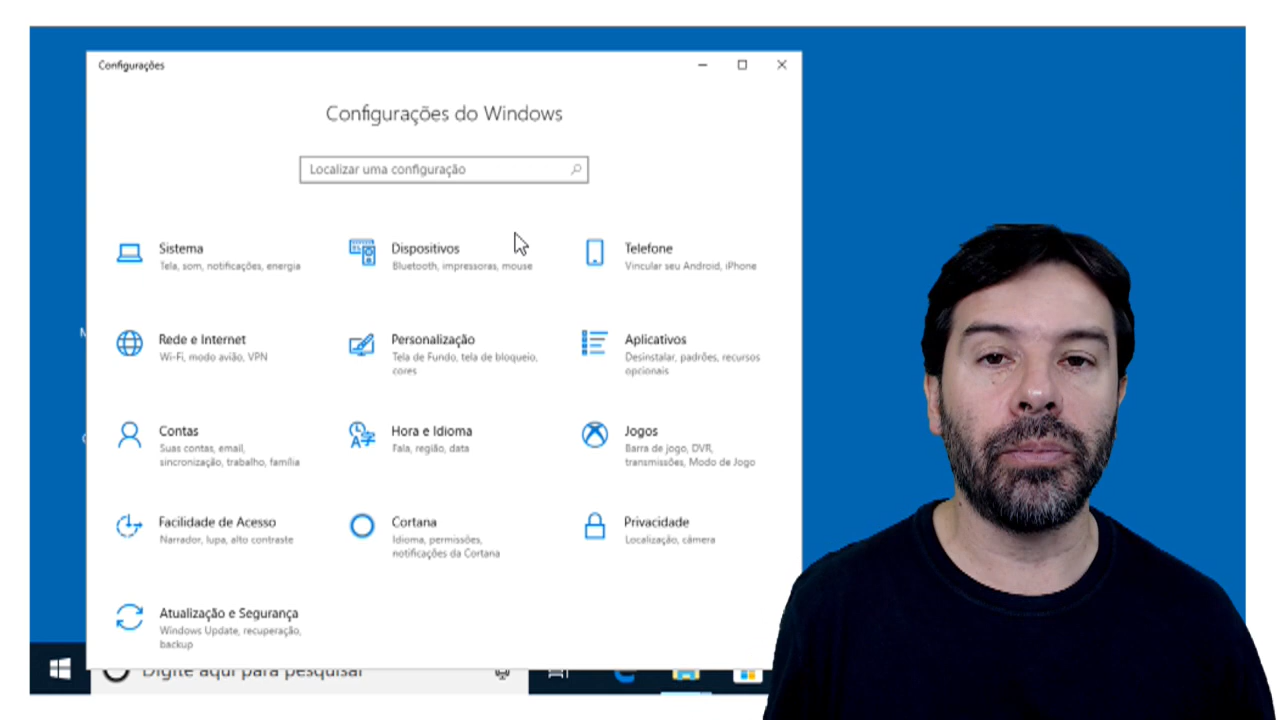 Configurações
Configurações do Windows
Localizar uma configuração
Sistema
Tela, som, notificações, energia
Dispositivos
Bluetooth, impressoras, mouse
Telefone
Vincular seu Android, iPhone
Rede e Internet
Wi-Fi, modo avião, VPN
Personalização
Tela de Fundo, tela de bloqueio,
cores
Aplicativos
Desinstalar, padrões, recursos
opcionais
Contas
Suas contas, email,
sincronização, trabalho, família
Hora e Idioma
Fala, região, data
Jogos
Barra de jogo, DVR,
transmissões, Modo de Jogo
Facilidade de Acesso
Narrador, lupa, alto contraste
Cortana
Idioma, permissões,
notificações da Cortana
Privacidade
Localização, câmera
Atualização e Segurança
Windows Update, recuperação,
backup
Digite aqui para pesquisar